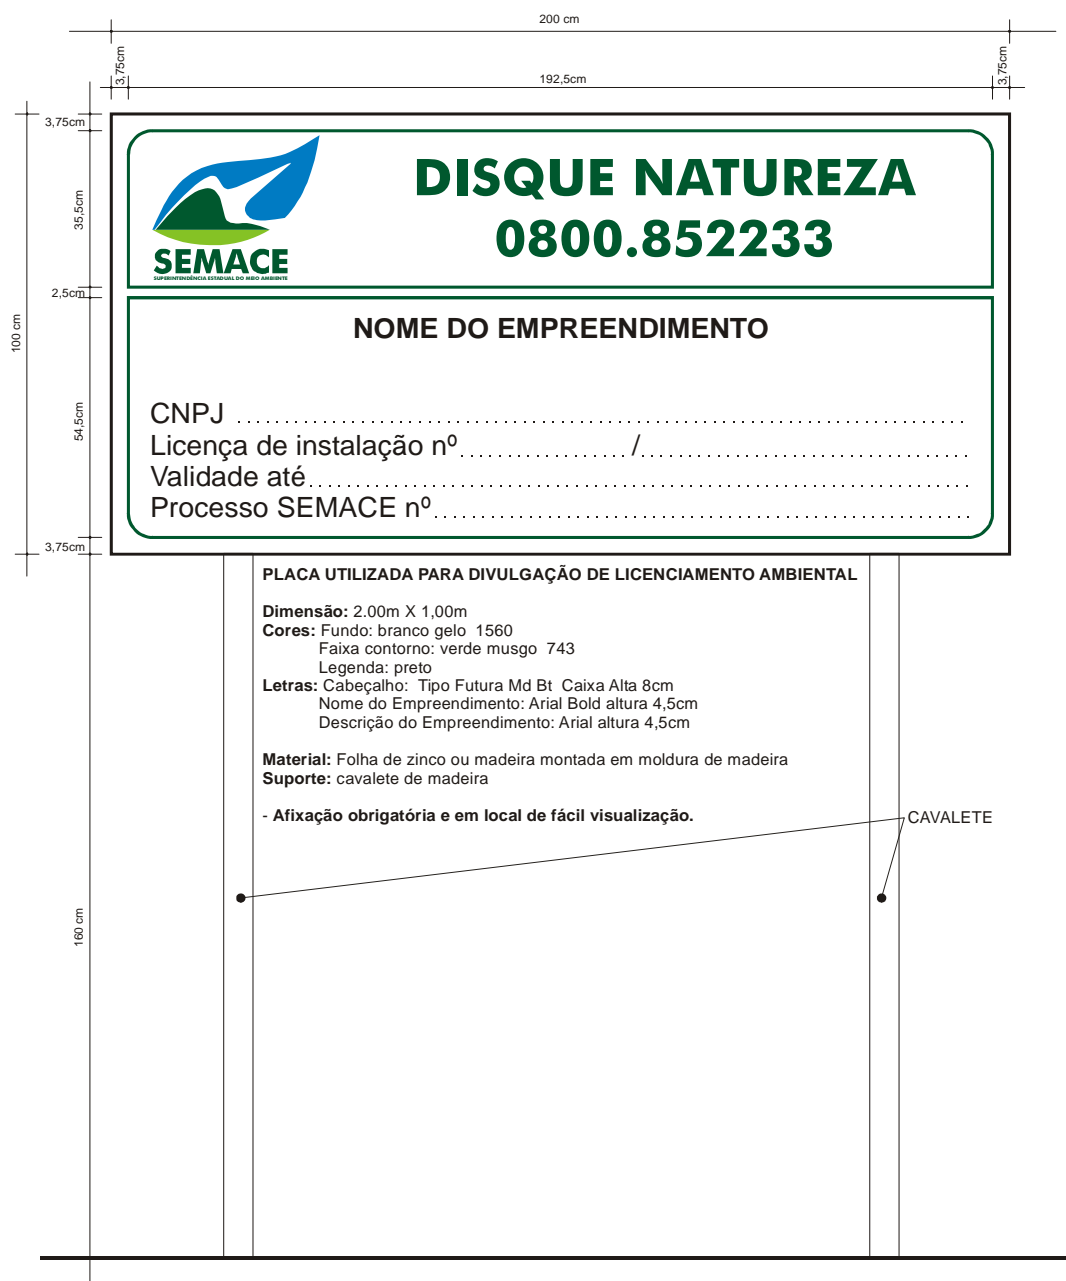 200 cm
3,75cm
192,5cm
3,75cm
3,75cm
35,5cm
2,5cm
100 cm
54,5cm
3,75cm
160 cm
DISQUE NATUREZA
0800.852233
SEMACE
SUPERINTENDÊNCIA ESTADUAL DO MEIO AMBIENTE
NOME DO EMPREENDIMENTO
CNPJ ........................................................................
Licença de instalação nº................./.................................
Validade até..................................................................
Processo SEMACE nº.....................................................
PLACA UTILIZADA PARA DIVULGAÇÃO DE LICENCIAMENTO AMBIENTAL
Dimensão: 2.00m X 1,00m
Cores: Fundo: branco gelo 1560
Faixa contorno: verde musgo 743
Legenda: preto
Letras: Cabeçalho: Tipo Futura Md Bt Caixa Alta 8cm
Nome do Empreendimento: Arial Bold altura 4,5cm
Descrição do Empreendimento: Arial altura 4,5cm
Material: Folha de zinco ou madeira montada em moldura de madeira
Suporte: cavalete de madeira
- Afixação obrigatória e em local de fácil visualização.
CAVALETE